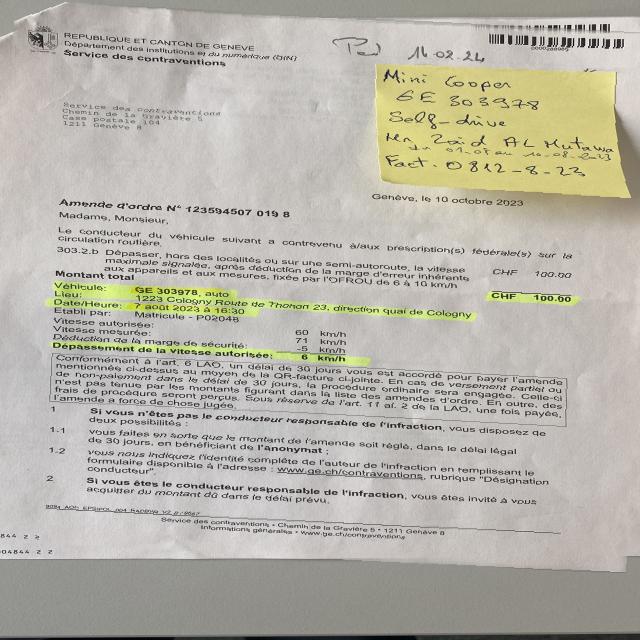 REPUBLIQUE ET CANTON DE GENEVE
Département des institutions et du numérique (DIN)
Service des contraventions
14.02.24
Mini Cooper
GE 303978
Self-drive
Mr. Zaid AL Mutawa
Fact. 0812-8-23
Service des contraventions
Chemin de la Gravière 5
Case postale 104
1211 Genève 8
Genève, le 10 octobre 2023
Amende d'ordre N° 123594507 019 8
Madame, Monsieur,
Le conducteur du véhicule suivant a contrevenu à/aux prescription(s) fédérale(s) sur la
circulation routière.
303.2.b Dépasser, hors des localités ou sur une semi-autoroute, la vitesse
maximale signalée, après déduction de la marge d'erreur inhérente
aux appareils et aux mesures, fixée par l'OFROU de 6 à 10 km/h
CHF 100.00
Montant total CHF 100.00
Véhicule: GE 303978, auto
Lieu: 1223 Cologny Route de Thonon 23, direction quai de Cologny
Date/Heure: 7 août 2023 à 16:30
Etabli par: Matricule - P02048
Vitesse autorisée: 60 km/h
Vitesse mesurée: 71 km/h
Déduction de la marge de sécurité: -5 km/h
Dépassement de la vitesse autorisée: 6 km/h
Conformément à l'art. 6 LAO, un délai de 30 jours vous est accordé pour payer l'amende
mentionnée ci-dessus au moyen de la QR-facture ci-jointe. En cas de versement partiel ou
de non-paiement dans le délai de 30 jours, la procédure ordinaire sera engagée. Celle-ci
n'est pas tenue par les montants figurant dans la liste des amendes d'ordre. En outre, des
frais de procédure seront perçus. Sous réserve de l'art. 11 al. 2 de la LAO, une fois payée,
l'amende a force de chose jugée.
1 Si vous n'êtes pas le conducteur responsable de l'infraction, vous disposez de
deux possibilités :
1.1 vous faites en sorte que le montant de l'amende soit réglé, dans le délai légal
de 30 jours, en bénéficiant de l'anonymat ;
1.2 vous nous indiquez l'identité complète de l'auteur de l'infraction en remplissant le
formulaire disponible à l'adresse : www.ge.ch/contraventions, rubrique "Désignation
conducteur".
2 Si vous êtes le conducteur responsable de l'infraction, vous êtes invité à vous
acquitter du montant dû dans le délai prévu.
Service des contraventions • Chemin de la Gravière 5 • 1211 Genève 8
Informations générales • www.ge.ch/contraventions
844 2 2
04844 2 2